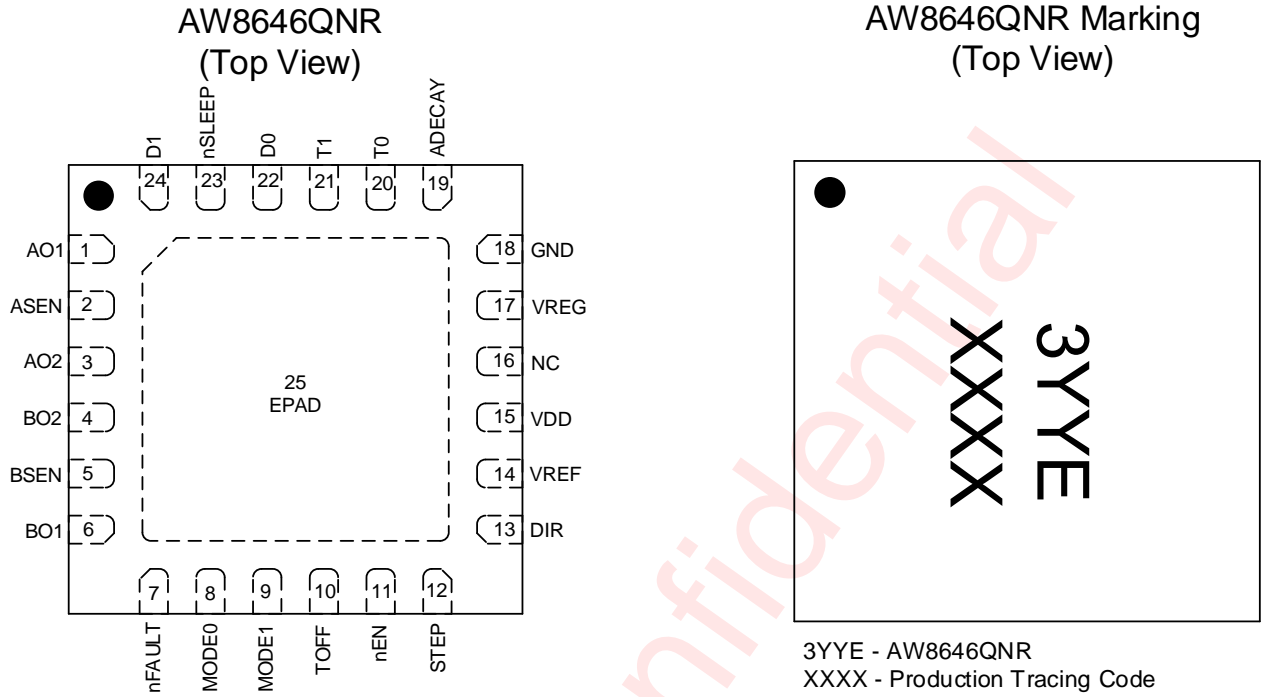 AW8646QNR
(Top View)
D1
nSLEEP
D0
T1
T0
ADECAY
24
23
22
21
20
19
AO1 1
ASEN 2
AO2 3
BO2 4
BSEN 5
BO1 6
25
EPAD
18 GND
17 VREG
16 NC
15 VDD
14 VREF
13 DIR
7
8
9
10
11
12
nFAULT
MODE0
MODE1
TOFF
nEN
STEP
AW8646QNR Marking
(Top View)
3YYE
XXXX
3YYE - AW8646QNR
XXXX - Production Tracing Code
nfidential